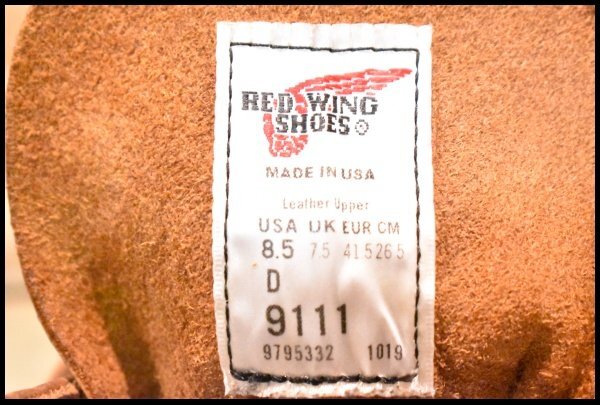 RED WING
SHOES®
MADE IN USA
Leather Upper
USA UK EUR CM
8.5 7.5 41.5 26.5
D
9111
9795332 1019